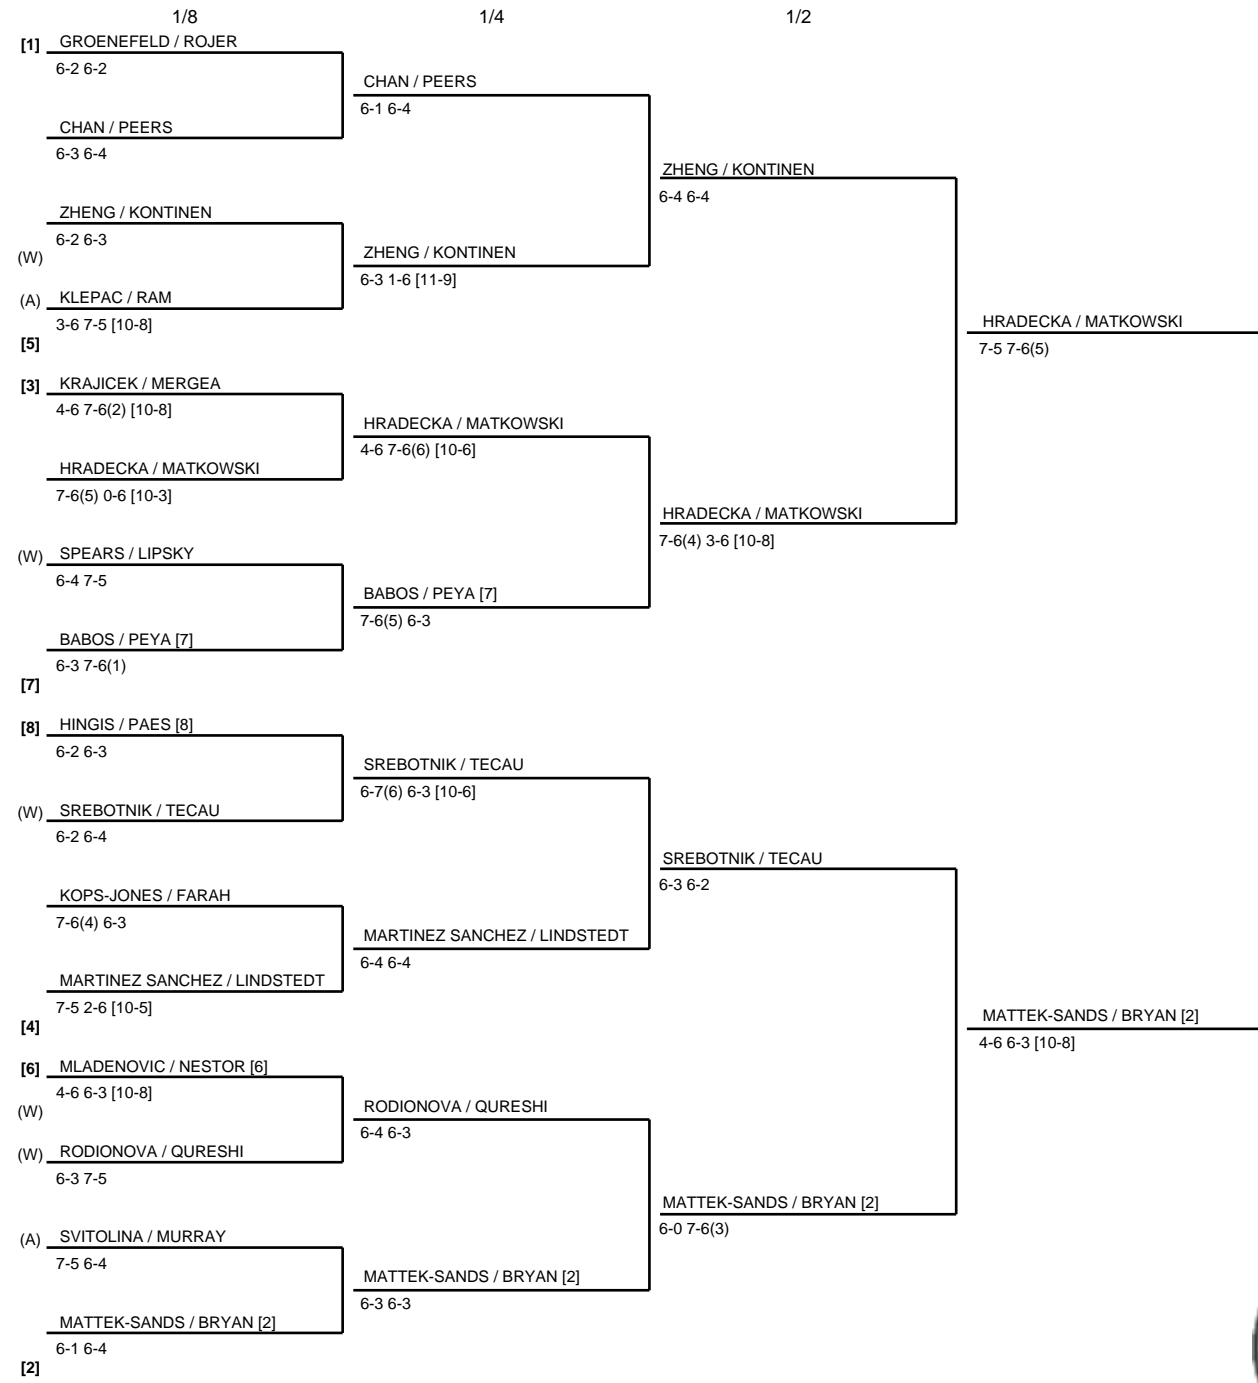 1/8 1/4 1/2
[1] GROENEFELD / ROJER
6-2 6-2
CHAN / PEERS
6-1 6-4
CHAN / PEERS
6-3 6-4
ZHENG / KONTINEN
6-4 6-4
ZHENG / KONTINEN
6-2 6-3
(W)
ZHENG / KONTINEN
6-3 1-6 [11-9]
(A) KLEPAC / RAM
3-6 7-5 [10-8]
HRADECKA / MATKOWSKI
7-5 7-6(5)
[5]
[3] KRAJICEK / MERGEA
4-6 7-6(2) [10-8]
HRADECKA / MATKOWSKI
4-6 7-6(6) [10-6]
HRADECKA / MATKOWSKI
7-6(5) 0-6 [10-3]
HRADECKA / MATKOWSKI
7-6(4) 3-6 [10-8]
(W) SPEARS / LIPSKY
6-4 7-5
BABOS / PEYA [7]
7-6(5) 6-3
BABOS / PEYA [7]
6-3 7-6(1)
[7]
[8] HINGIS / PAES [8]
6-2 6-3
SREBOTNIK / TECAU
6-7(6) 6-3 [10-6]
(W) SREBOTNIK / TECAU
6-2 6-4
SREBOTNIK / TECAU
6-3 6-2
KOPS-JONES / FARAH
7-6(4) 6-3
MARTINEZ SANCHEZ / LINDSTEDT
6-4 6-4
MARTINEZ SANCHEZ / LINDSTEDT
7-5 2-6 [10-5]
[4]
MATTEK-SANDS / BRYAN [2]
4-6 6-3 [10-8]
[6] MLADENOVIC / NESTOR [6]
4-6 6-3 [10-8]
(W)
RODIONOVA / QURESHI
6-4 6-3
(W) RODIONOVA / QURESHI
6-3 7-5
MATTEK-SANDS / BRYAN [2]
6-0 7-6(3)
(A) SVITOLINA / MURRAY
7-5 6-4
MATTEK-SANDS / BRYAN [2]
6-3 6-3
MATTEK-SANDS / BRYAN [2]
6-1 6-4
[2]